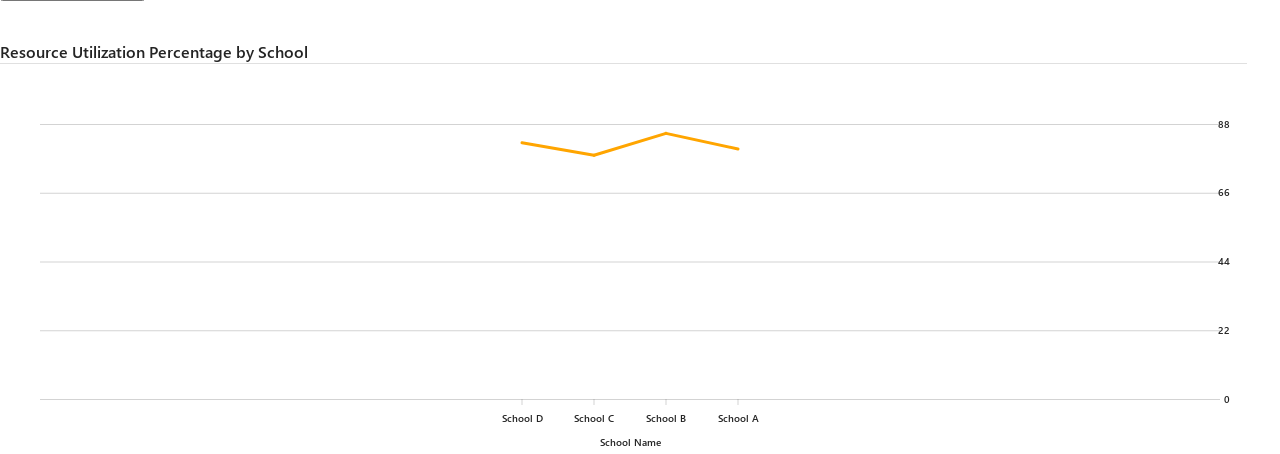 Resource Utilization Percentage by School
88
66
44
22
0
School D School C School B School A
School Name